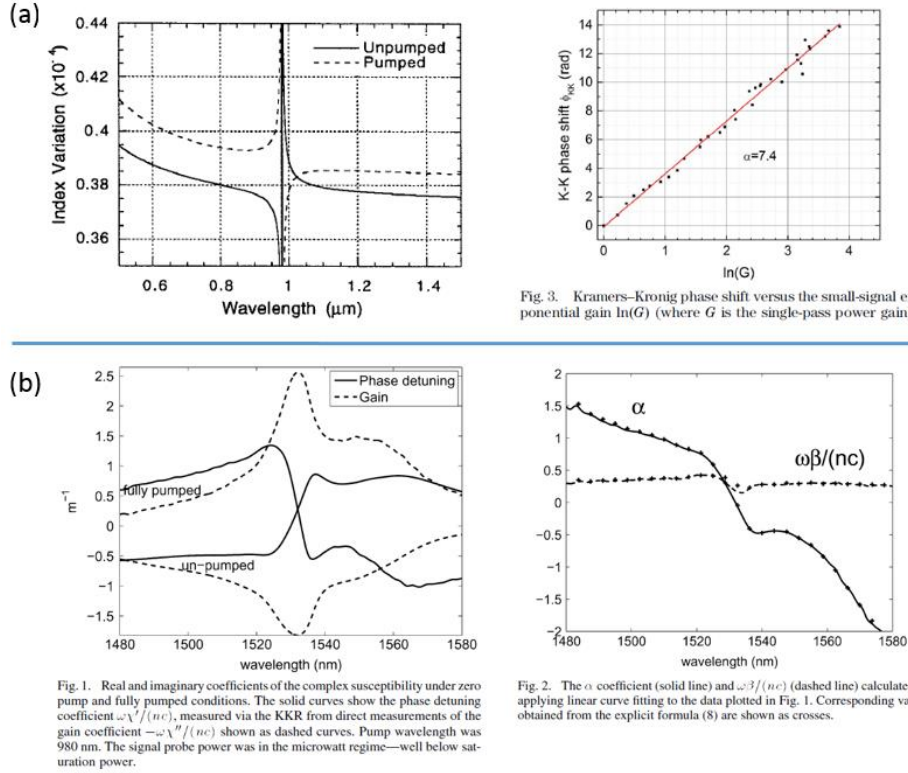 (a)
0.44
0.42
0.4
0.38
0.36
Index Variation (x10⁻⁴)
Unpumped
Pumped
0.6 0.8 1 1.2 1.4
Wavelength (μm)
14
12
10
8
6
4
2
0
K-K phase shift ϕKK (rad)
α=7.4
0 1 2 3 4
ln(G)
Fig. 3. Kramers–Kronig phase shift versus the small-signal e
ponential gain ln(G) (where G is the single-pass power gain
(b)
2.5
2
1.5
1
0.5
0
−0.5
−1
−1.5
m⁻¹
Phase detuning
Gain
fully pumped
un-pumped
1480 1500 1520 1540 1560 1580
wavelength (nm)
Fig. 1. Real and imaginary coefficients of the complex susceptibility under zero
pump and fully pumped conditions. The solid curves show the phase detuning
coefficient ωχ′/(nc), measured via the KKR from direct measurements of the
gain coefficient −ωχ″/(nc) shown as dashed curves. Pump wavelength was
980 nm. The signal probe power was in the microwatt regime—well below sat-
uration power.
2
1.5
1
0.5
0
−0.5
−1
−1.5
−2
α
ωβ/(nc)
1480 1500 1520 1540 1560 1580
wavelength (nm)
Fig. 2. The α coefficient (solid line) and ωβ/(nc) (dashed line) calculate
applying linear curve fitting to the data plotted in Fig. 1. Corresponding va
obtained from the explicit formula (8) are shown as crosses.